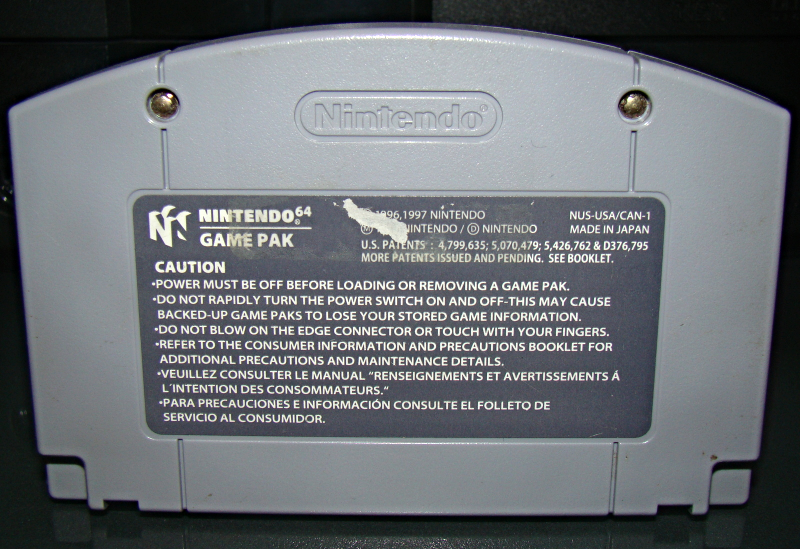 Nintendo®
NINTENDO64®
GAME PAK
1996,1997 NINTENDO
Ⓜ NINTENDO / Ⓓ NINTENDO
U.S. PATENTS : 4,799,635; 5,070,479; 5,426,762 & D376,795
MORE PATENTS ISSUED AND PENDING. SEE BOOKLET.
NUS-USA/CAN-1
MADE IN JAPAN
CAUTION
•POWER MUST BE OFF BEFORE LOADING OR REMOVING A GAME PAK.
•DO NOT RAPIDLY TURN THE POWER SWITCH ON AND OFF-THIS MAY CAUSE
BACKED-UP GAME PAKS TO LOSE YOUR STORED GAME INFORMATION.
•DO NOT BLOW ON THE EDGE CONNECTOR OR TOUCH WITH YOUR FINGERS.
•REFER TO THE CONSUMER INFORMATION AND PRECAUTIONS BOOKLET FOR
ADDITIONAL PRECAUTIONS AND MAINTENANCE DETAILS.
•VEUILLEZ CONSULTER LE MANUAL "RENSEIGNEMENTS ET AVERTISSEMENTS Á
L'INTENTION DES CONSOMMATEURS."
•PARA PRECAUCIONES E INFORMACIÓN CONSULTE EL FOLLETO DE
SERVICIO AL CONSUMIDOR.